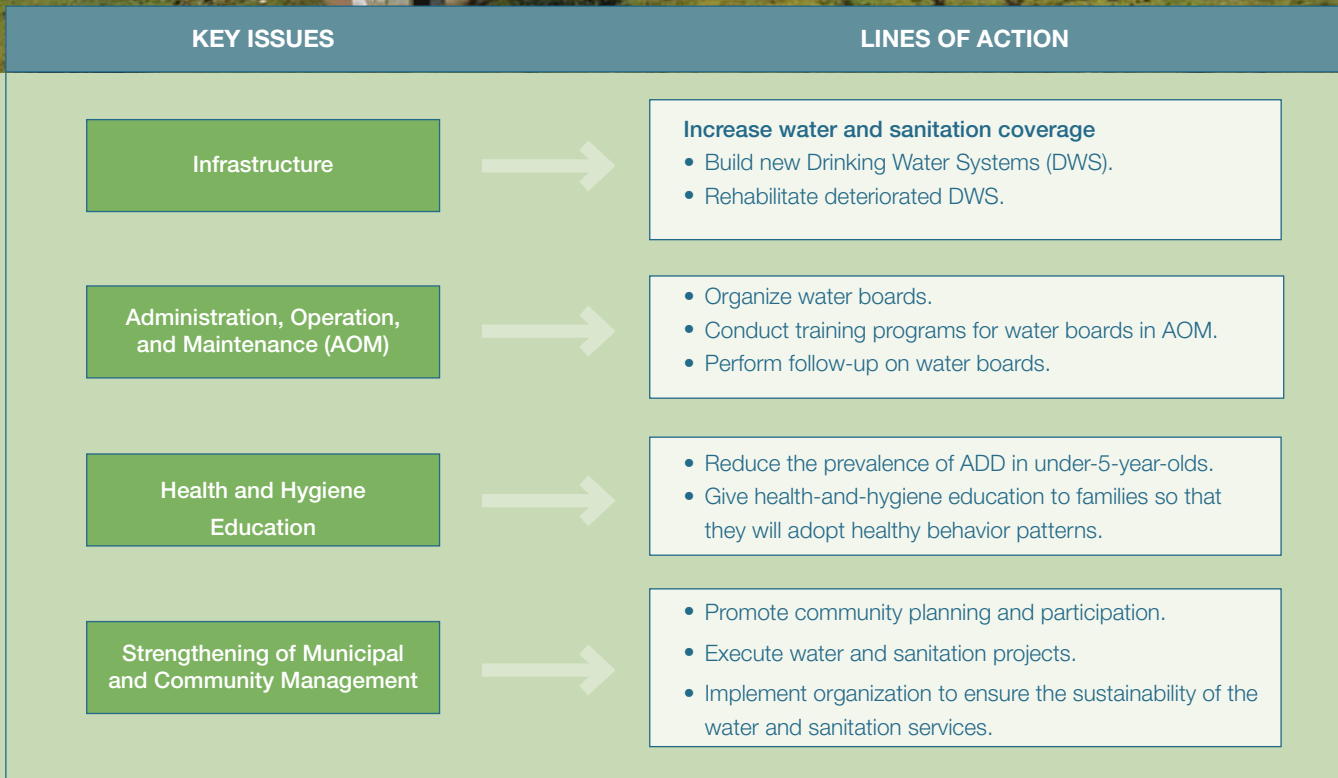 KEY ISSUES
LINES OF ACTION
Infrastructure
Increase water and sanitation coverage
• Build new Drinking Water Systems (DWS).
• Rehabilitate deteriorated DWS.
Administration, Operation,
and Maintenance (AOM)
• Organize water boards.
• Conduct training programs for water boards in AOM.
• Perform follow-up on water boards.
Health and Hygiene
Education
• Reduce the prevalence of ADD in under-5-year-olds.
• Give health-and-hygiene education to families so that
they will adopt healthy behavior patterns.
Strengthening of Municipal
and Community Management
• Promote community planning and participation.
• Execute water and sanitation projects.
• Implement organization to ensure the sustainability of the
water and sanitation services.